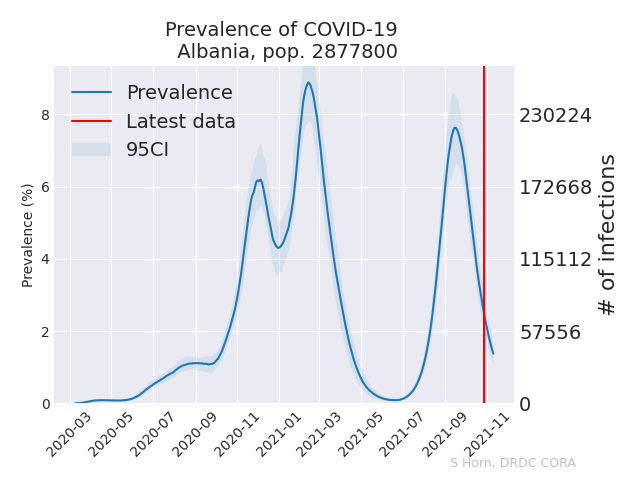 Prevalence of COVID-19
Albania, pop. 2877800
Prevalence
Latest data
95CI
Prevalence (%)
8
6
4
2
0
230224
172668
115112
57556
0
# of infections
2020-03
2020-05
2020-07
2020-09
2020-11
2021-01
2021-03
2021-05
2021-07
2021-09
2021-11
S Horn, DRDC CORA